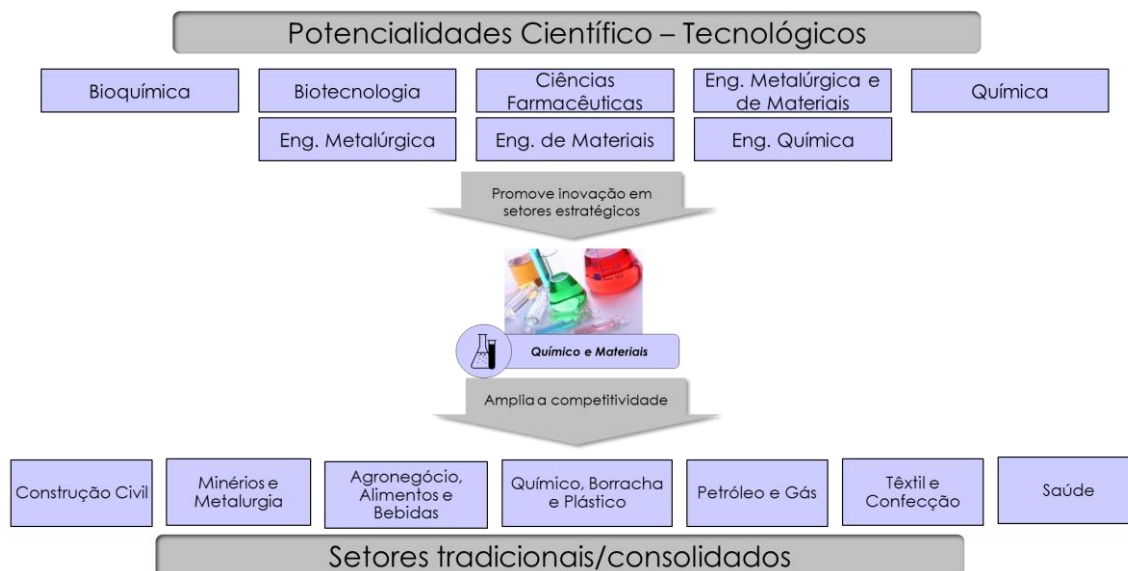 Potencialidades Científico – Tecnológicos
Bioquímica
Biotecnologia
Ciências
Farmacêuticas
Eng. Metalúrgica e
de Materiais
Química
Eng. Metalúrgica
Eng. de Materiais
Eng. Química
Promove inovação em
setores estratégicos
Químico e Materiais
Amplia a competitividade
Construção Civil
Minérios e
Metalurgia
Agronegócio,
Alimentos e
Bebidas
Químico, Borracha
e Plástico
Petróleo e Gás
Têxtil e
Confecção
Saúde
Setores tradicionais/consolidados